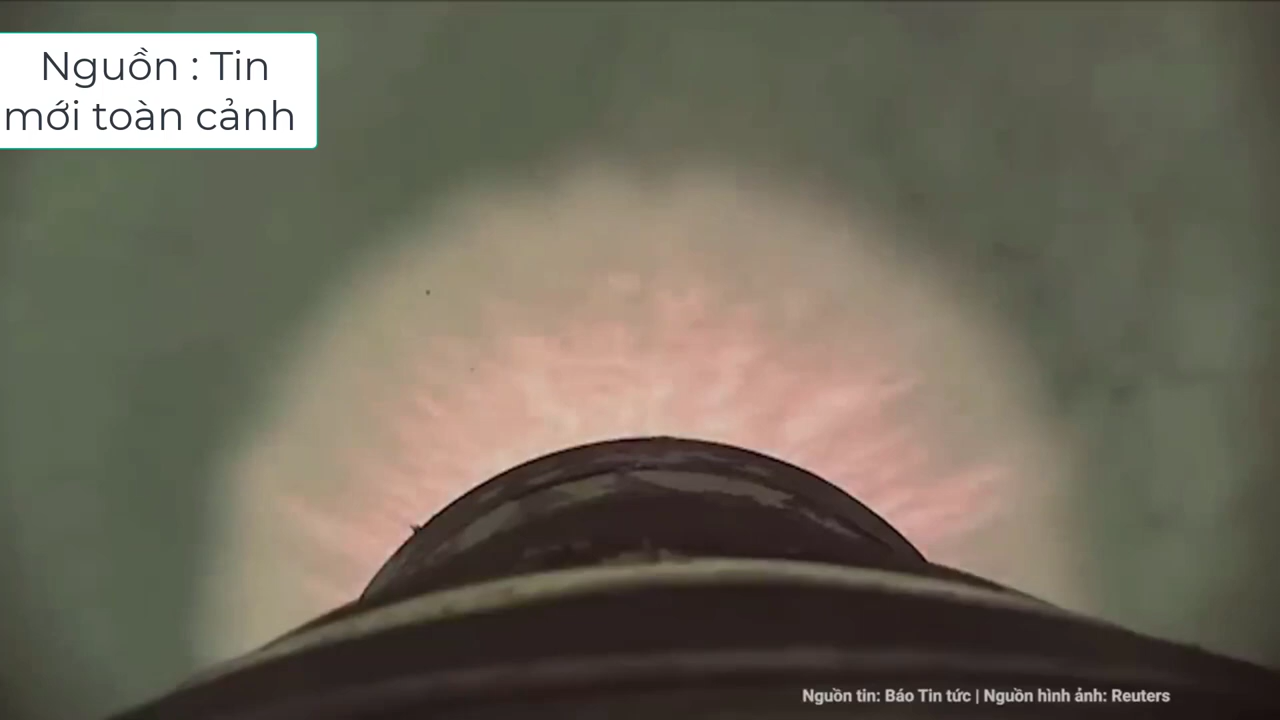 Nguồn : Tin
mới toàn cảnh
Nguồn tin: Báo Tin tức | Nguồn hình ảnh: Reuters